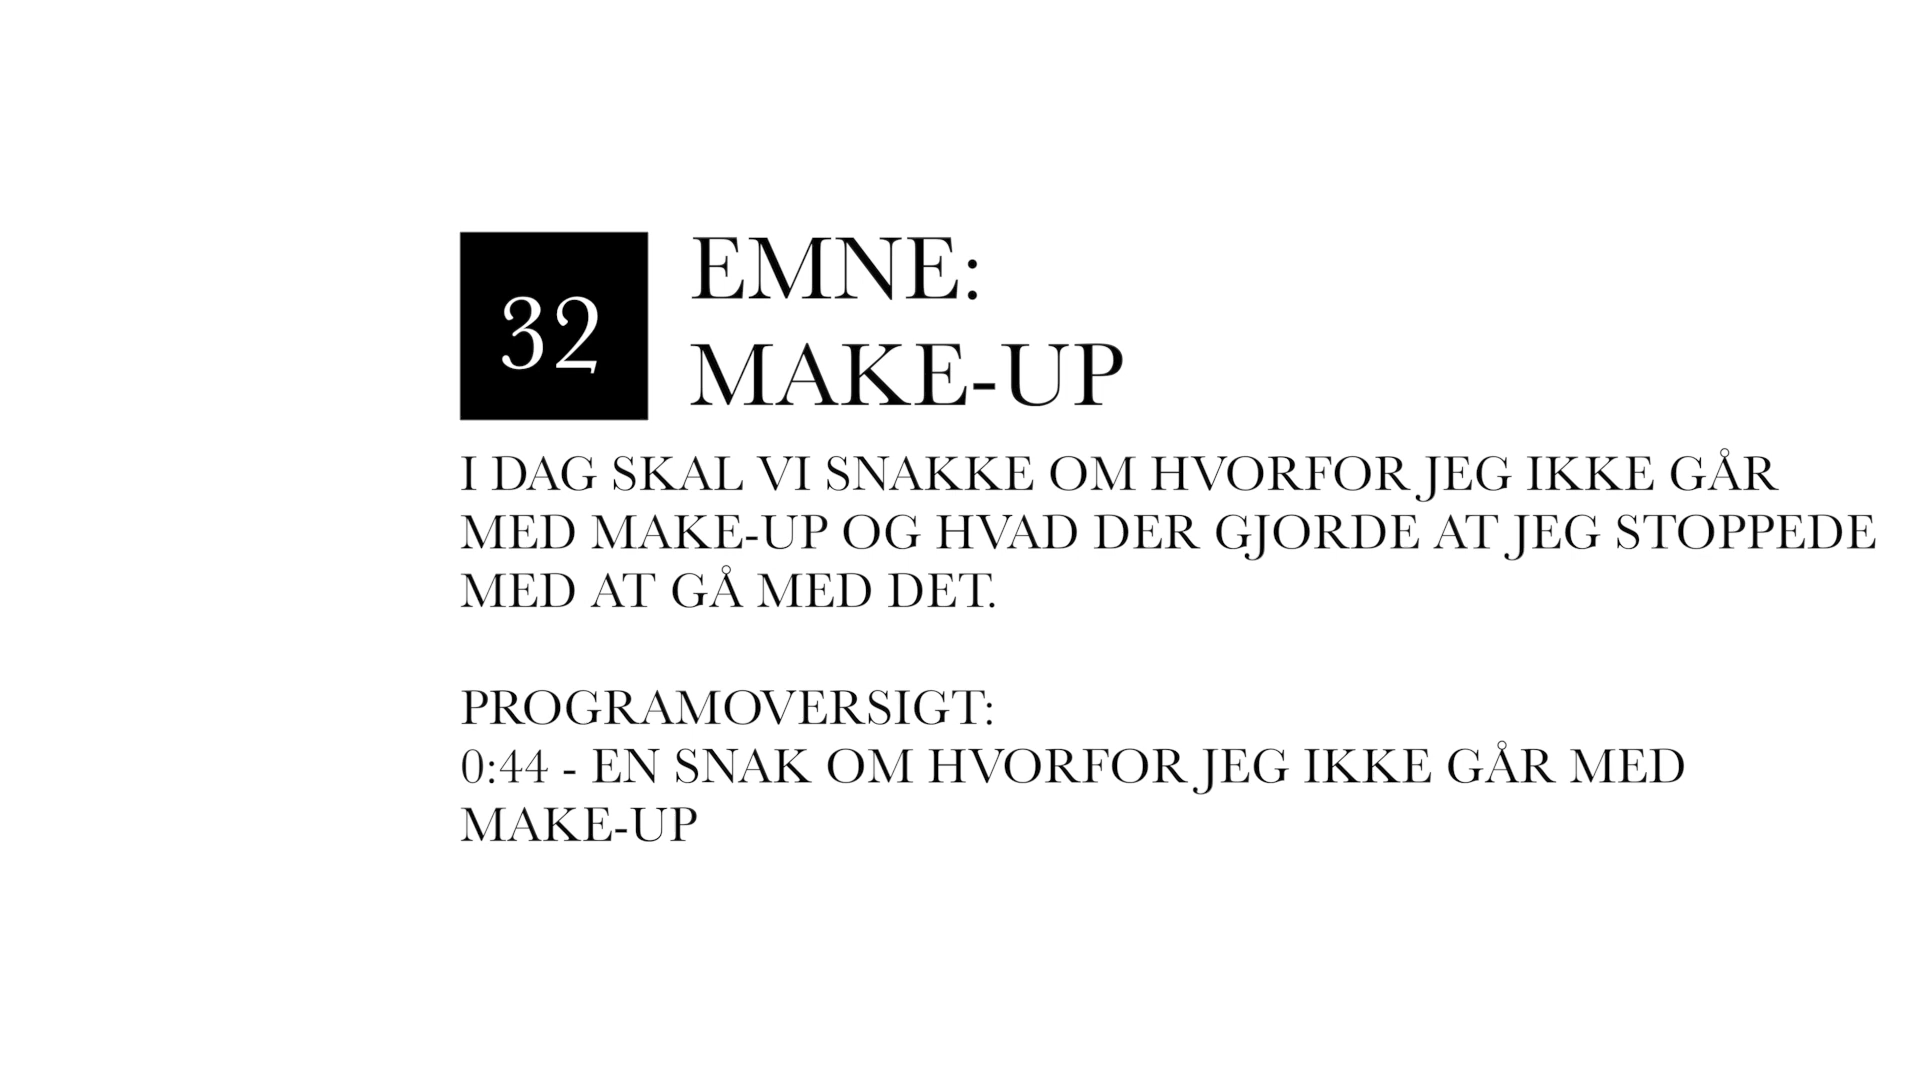 32
EMNE:
MAKE-UP
I DAG SKAL VI SNAKKE OM HVORFOR JEG IKKE GÅR
MED MAKE-UP OG HVAD DER GJORDE AT JEG STOPPEDE
MED AT GÅ MED DET.
PROGRAMOVERSIGT:
0:44 - EN SNAK OM HVORFOR JEG IKKE GÅR MED
MAKE-UP